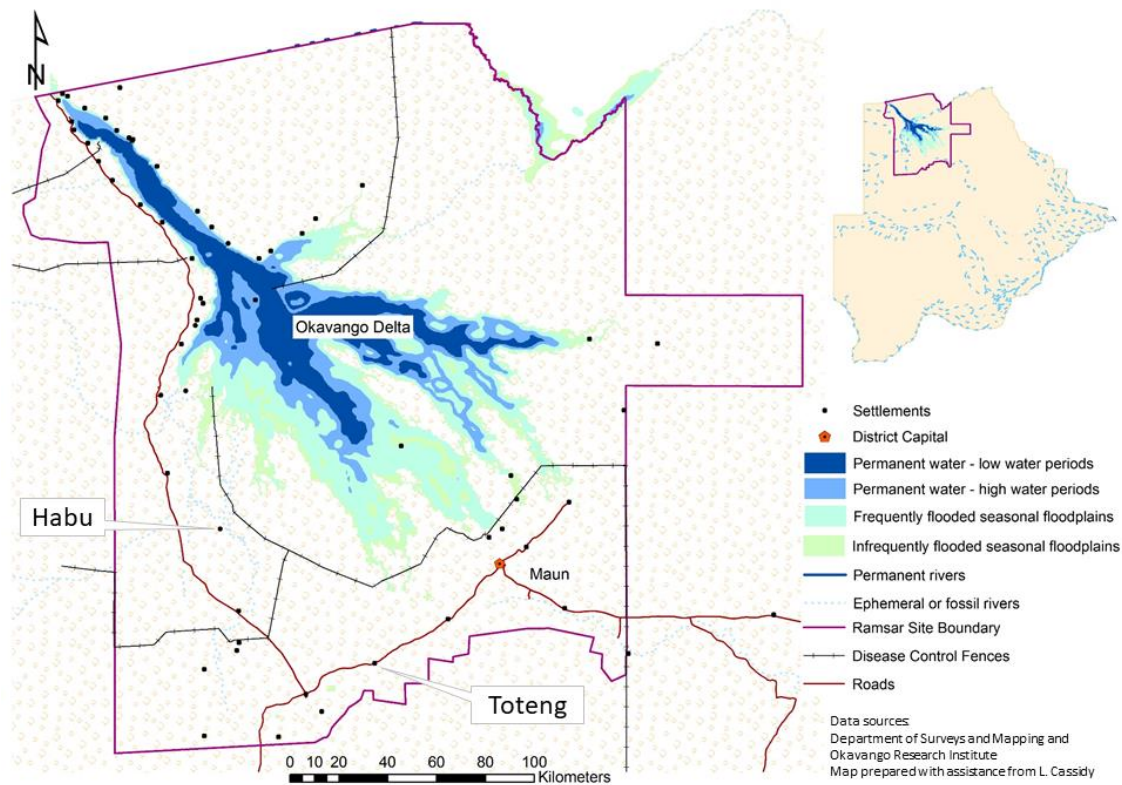 N
Okavango Delta
Habu
Maun
Toteng
0 10 20 40 60 80 100
Kilometers
Settlements
District Capital
Permanent water - low water periods
Permanent water - high water periods
Frequently flooded seasonal floodplains
Infrequently flooded seasonal floodplains
Permanent rivers
Ephemeral or fossil rivers
Ramsar Site Boundary
Disease Control Fences
Roads
Data sources:
Department of Surveys and Mapping and
Okavango Research Institute
Map prepared with assistance from L. Cassidy